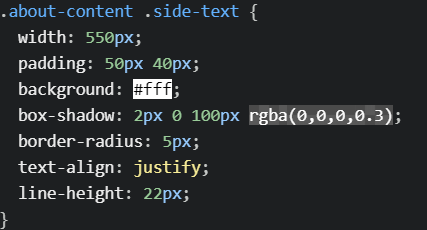 .about-content .side-text {
  width: 550px;
  padding: 50px 40px;
  background: #fff;
  box-shadow: 2px 0 100px rgba(0,0,0,0.3);
  border-radius: 5px;
  text-align: justify;
  line-height: 22px;
}